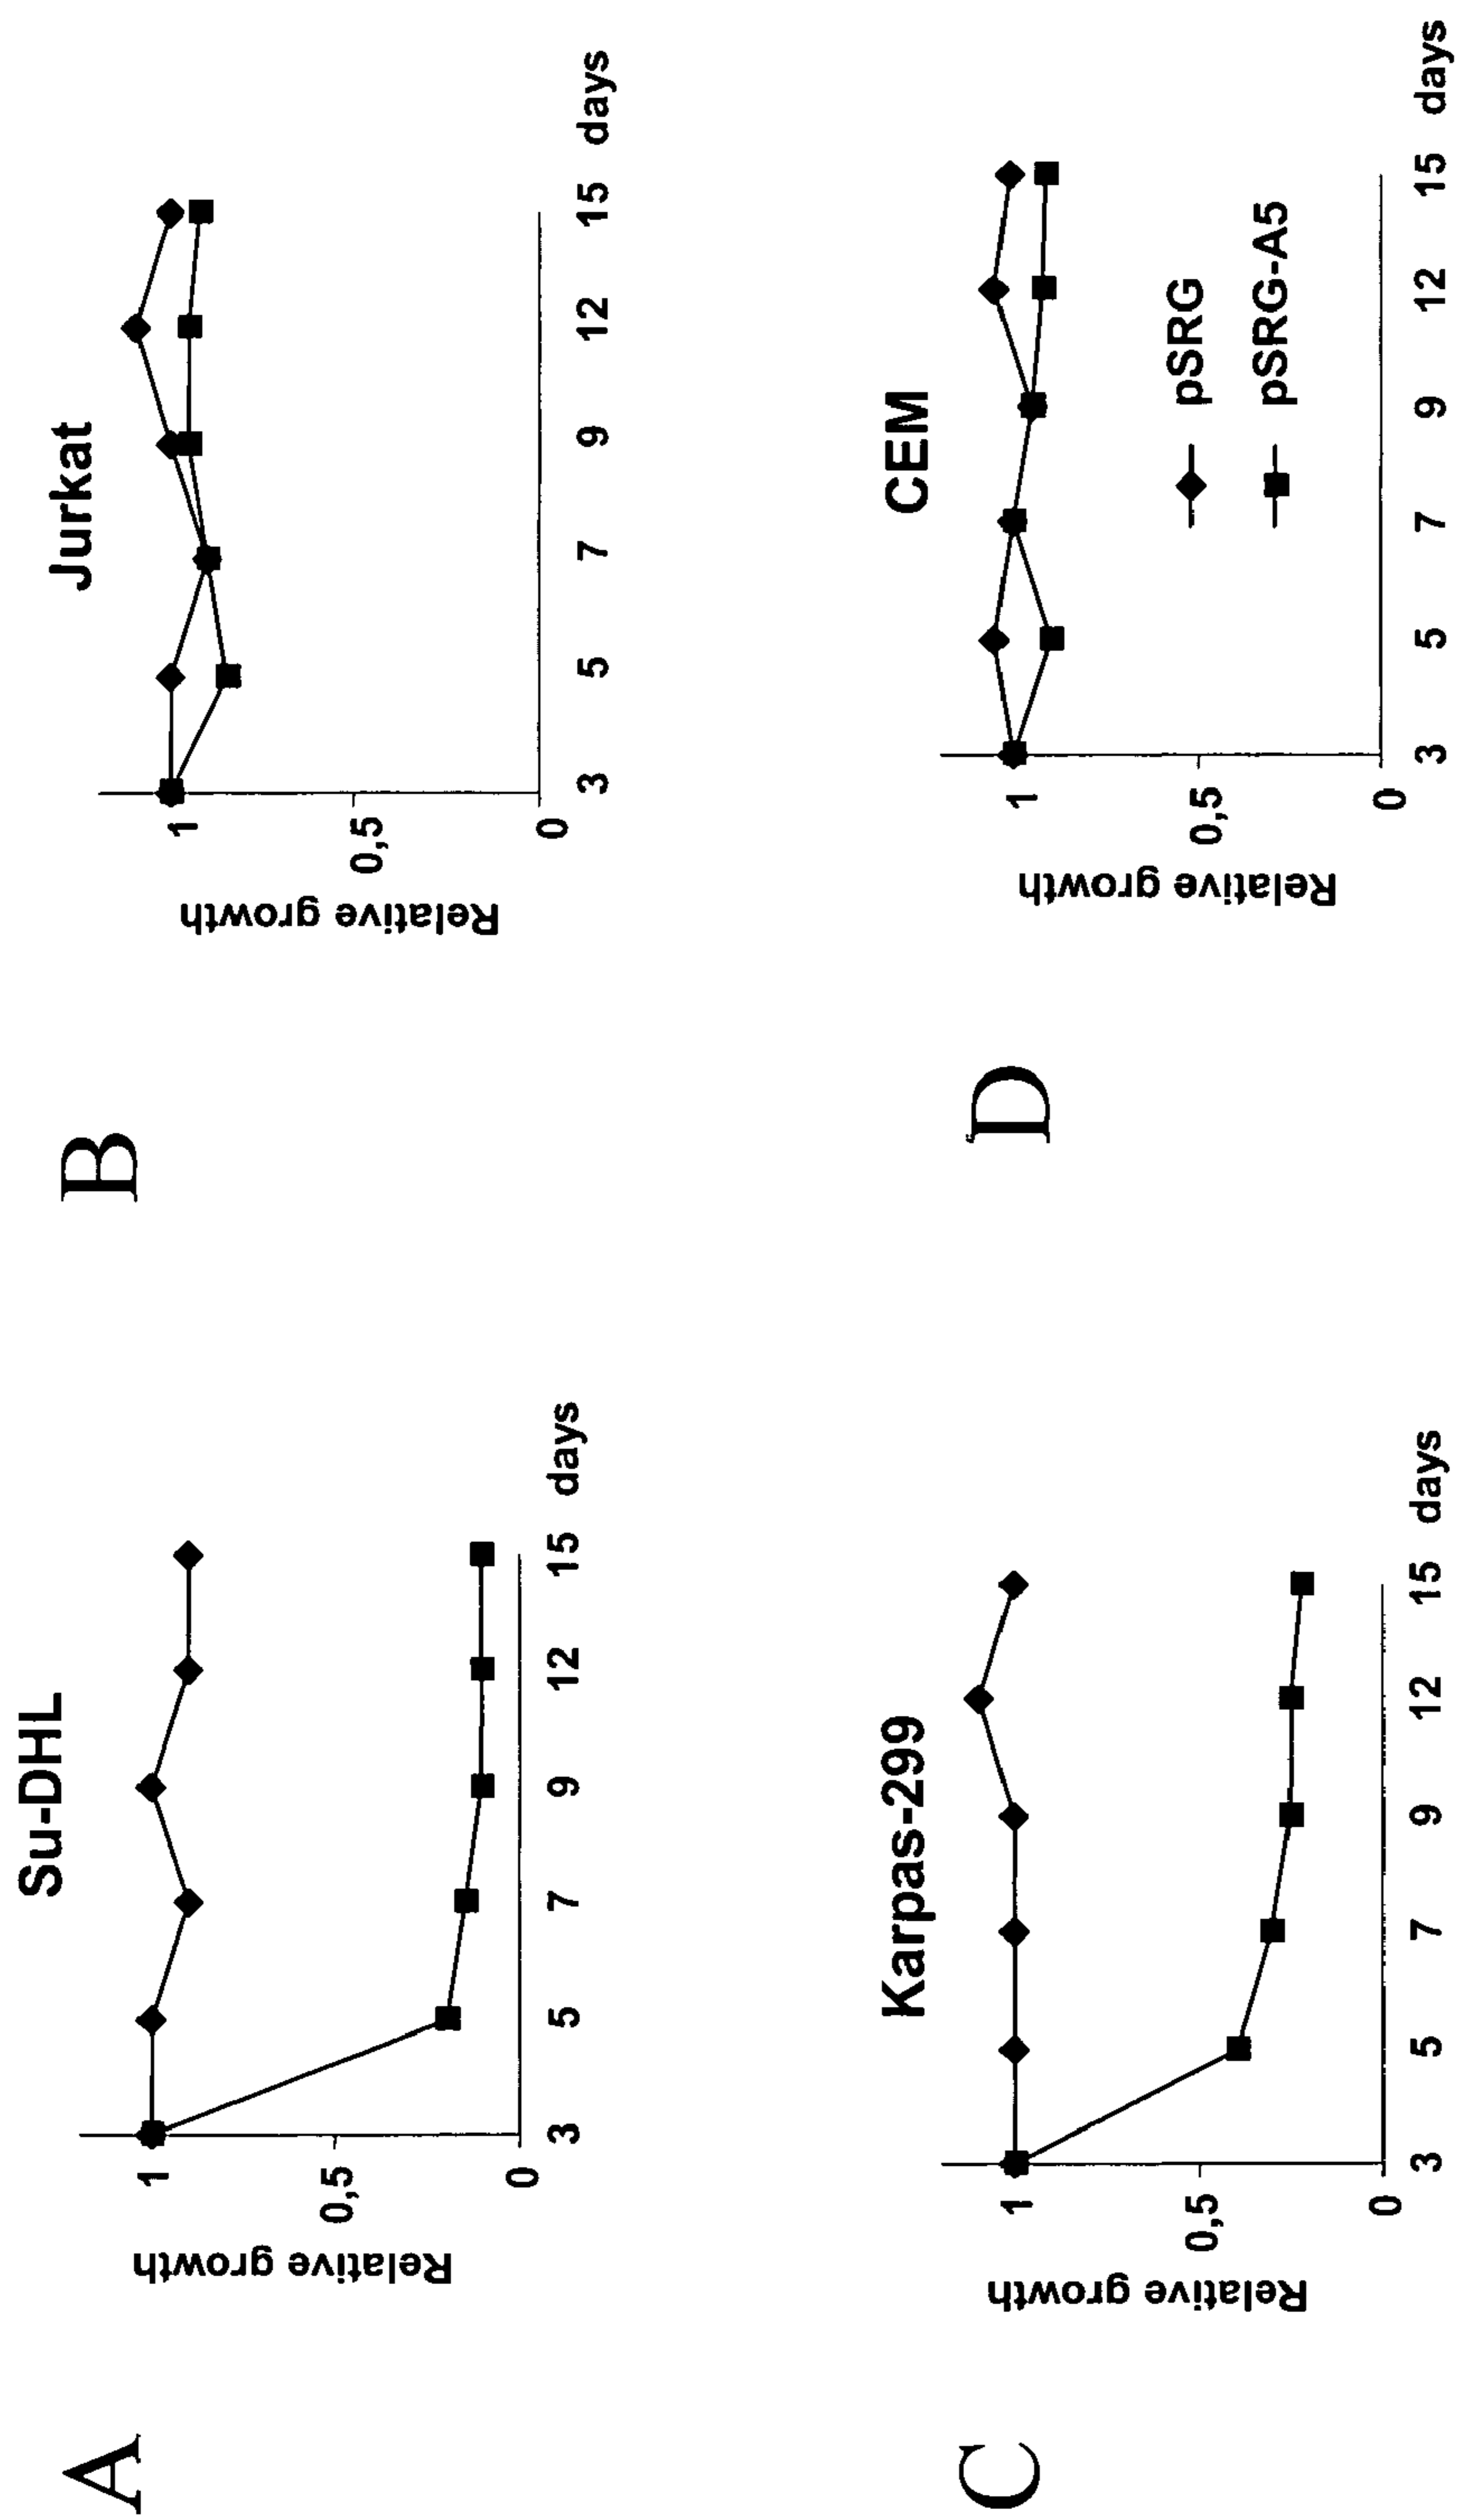 A
Su-DHL
Relative growth
1
0,5
0
3 5 7 9 12 15 days
B
Jurkat
Relative growth
1
0,5
0
3 5 7 9 12 15 days
C
Karpas-299
Relative growth
1
0,5
0
3 5 7 9 12 15 days
D
CEM
Relative growth
1
0,5
0
pSRG
pSRG-A5
3 5 7 9 12 15 days